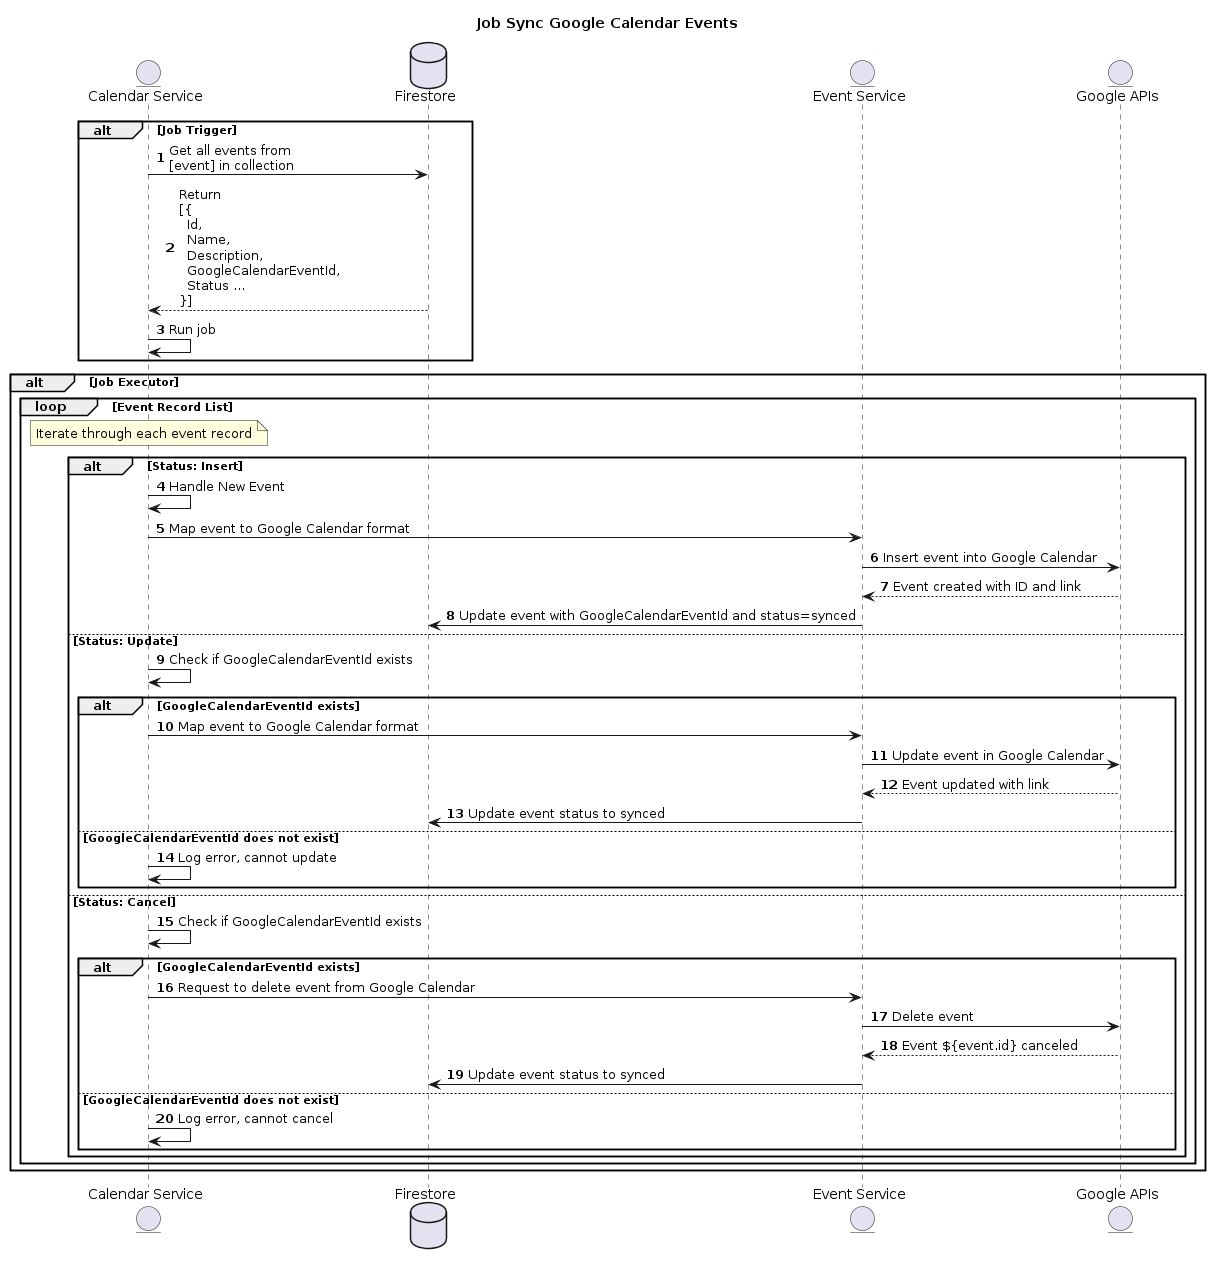 Job Sync Google Calendar Events
Calendar Service
Firestore
Event Service
Google APIs
alt [Job Trigger]
1 Get all events from
[event] in collection
Return
[{
Id,
Name,
2 Description,
GoogleCalendarEventId,
Status ...
}]
3 Run job
alt [Job Executor]
loop [Event Record List]
Iterate through each event record
alt [Status: Insert]
4 Handle New Event
5 Map event to Google Calendar format
6 Insert event into Google Calendar
7 Event created with ID and link
8 Update event with GoogleCalendarEventId and status=synced
[Status: Update]
9 Check if GoogleCalendarEventId exists
alt [GoogleCalendarEventId exists]
10 Map event to Google Calendar format
11 Update event in Google Calendar
12 Event updated with link
13 Update event status to synced
[GoogleCalendarEventId does not exist]
14 Log error, cannot update
[Status: Cancel]
15 Check if GoogleCalendarEventId exists
alt [GoogleCalendarEventId exists]
16 Request to delete event from Google Calendar
17 Delete event
18 Event ${event.id} canceled
19 Update event status to synced
[GoogleCalendarEventId does not exist]
20 Log error, cannot cancel
Calendar Service
Firestore
Event Service
Google APIs